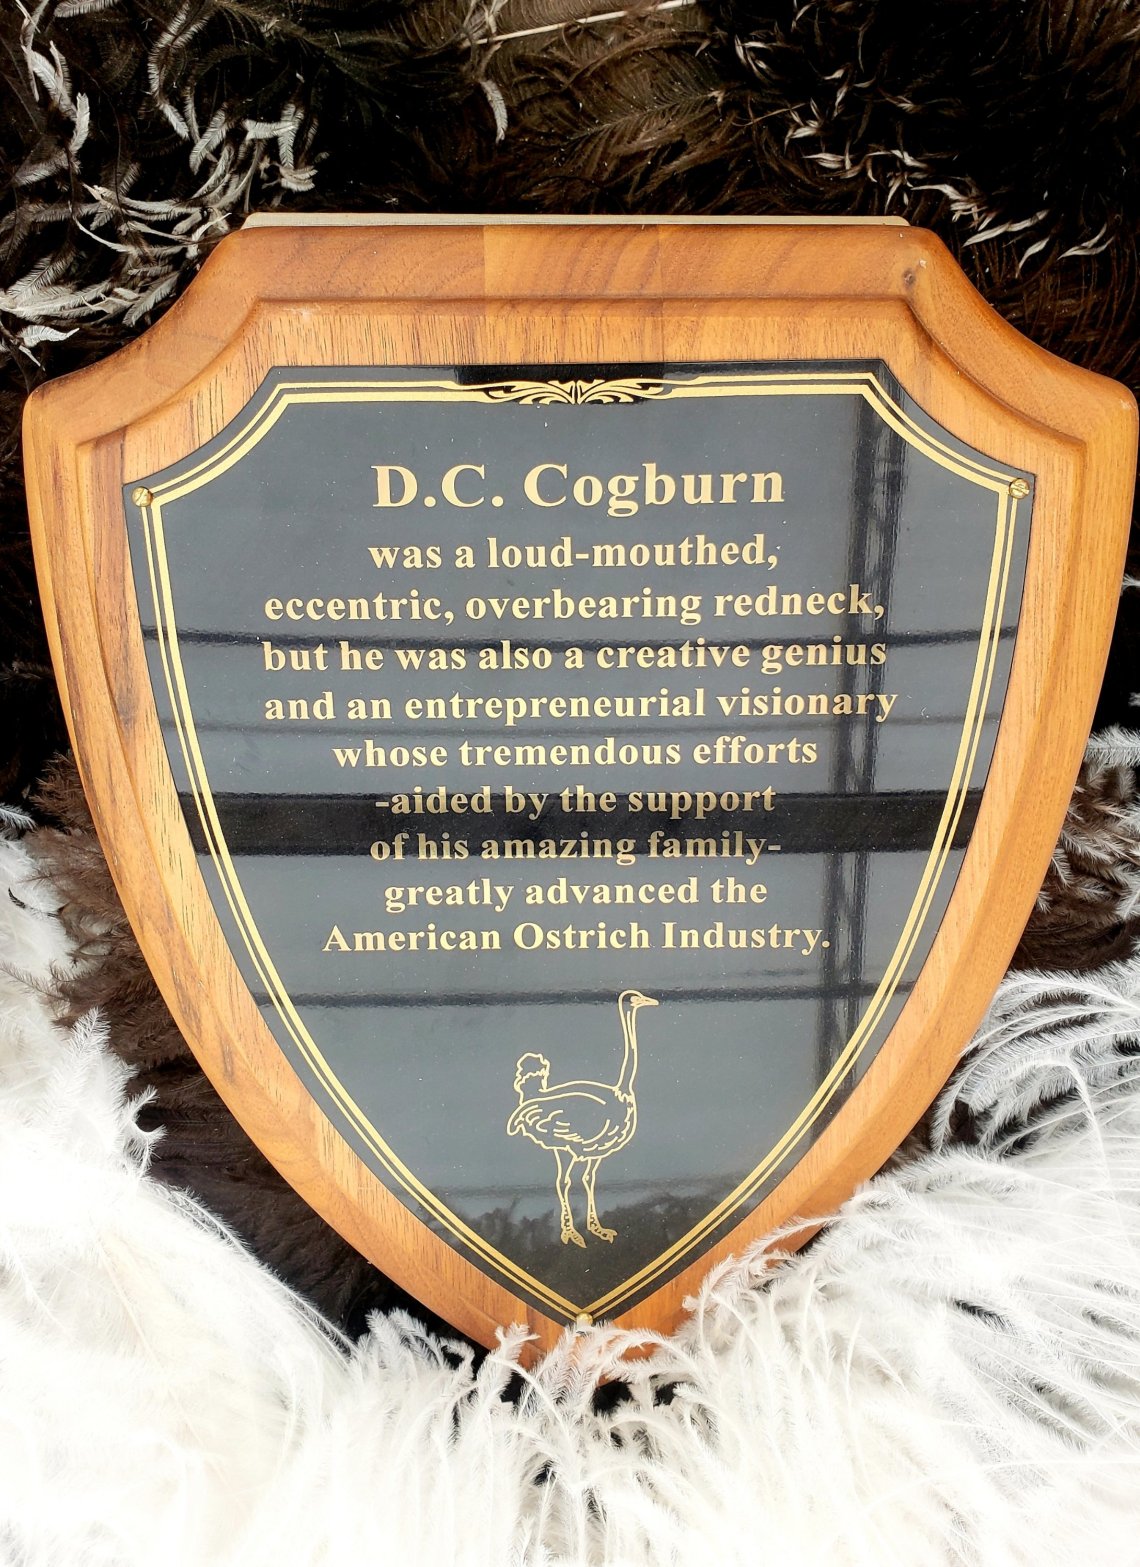 D.C. Cogburn
was a loud-mouthed,
eccentric, overbearing redneck,
but he was also a creative genius
and an entrepreneurial visionary
whose tremendous efforts
-aided by the support
of his amazing family-
greatly advanced the
American Ostrich Industry.